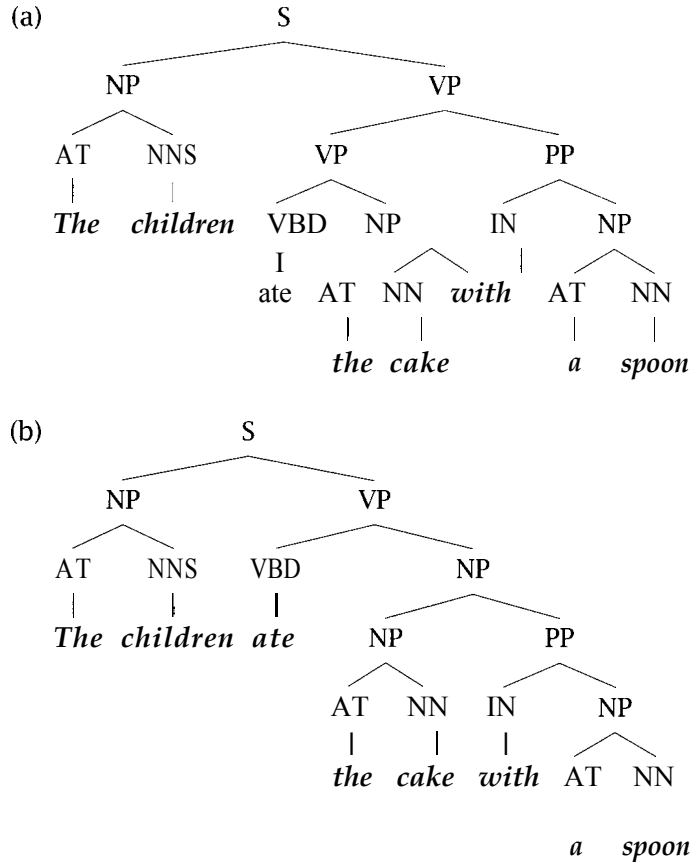 (a) S
NP VP
AT NNS VP PP
The children VBD NP IN NP
I
ate AT NN with AT NN
the cake a spoon
(b) S
NP VP
AT NNS VBD NP
The children ate NP PP
AT NN IN NP
the cake with AT NN
a spoon